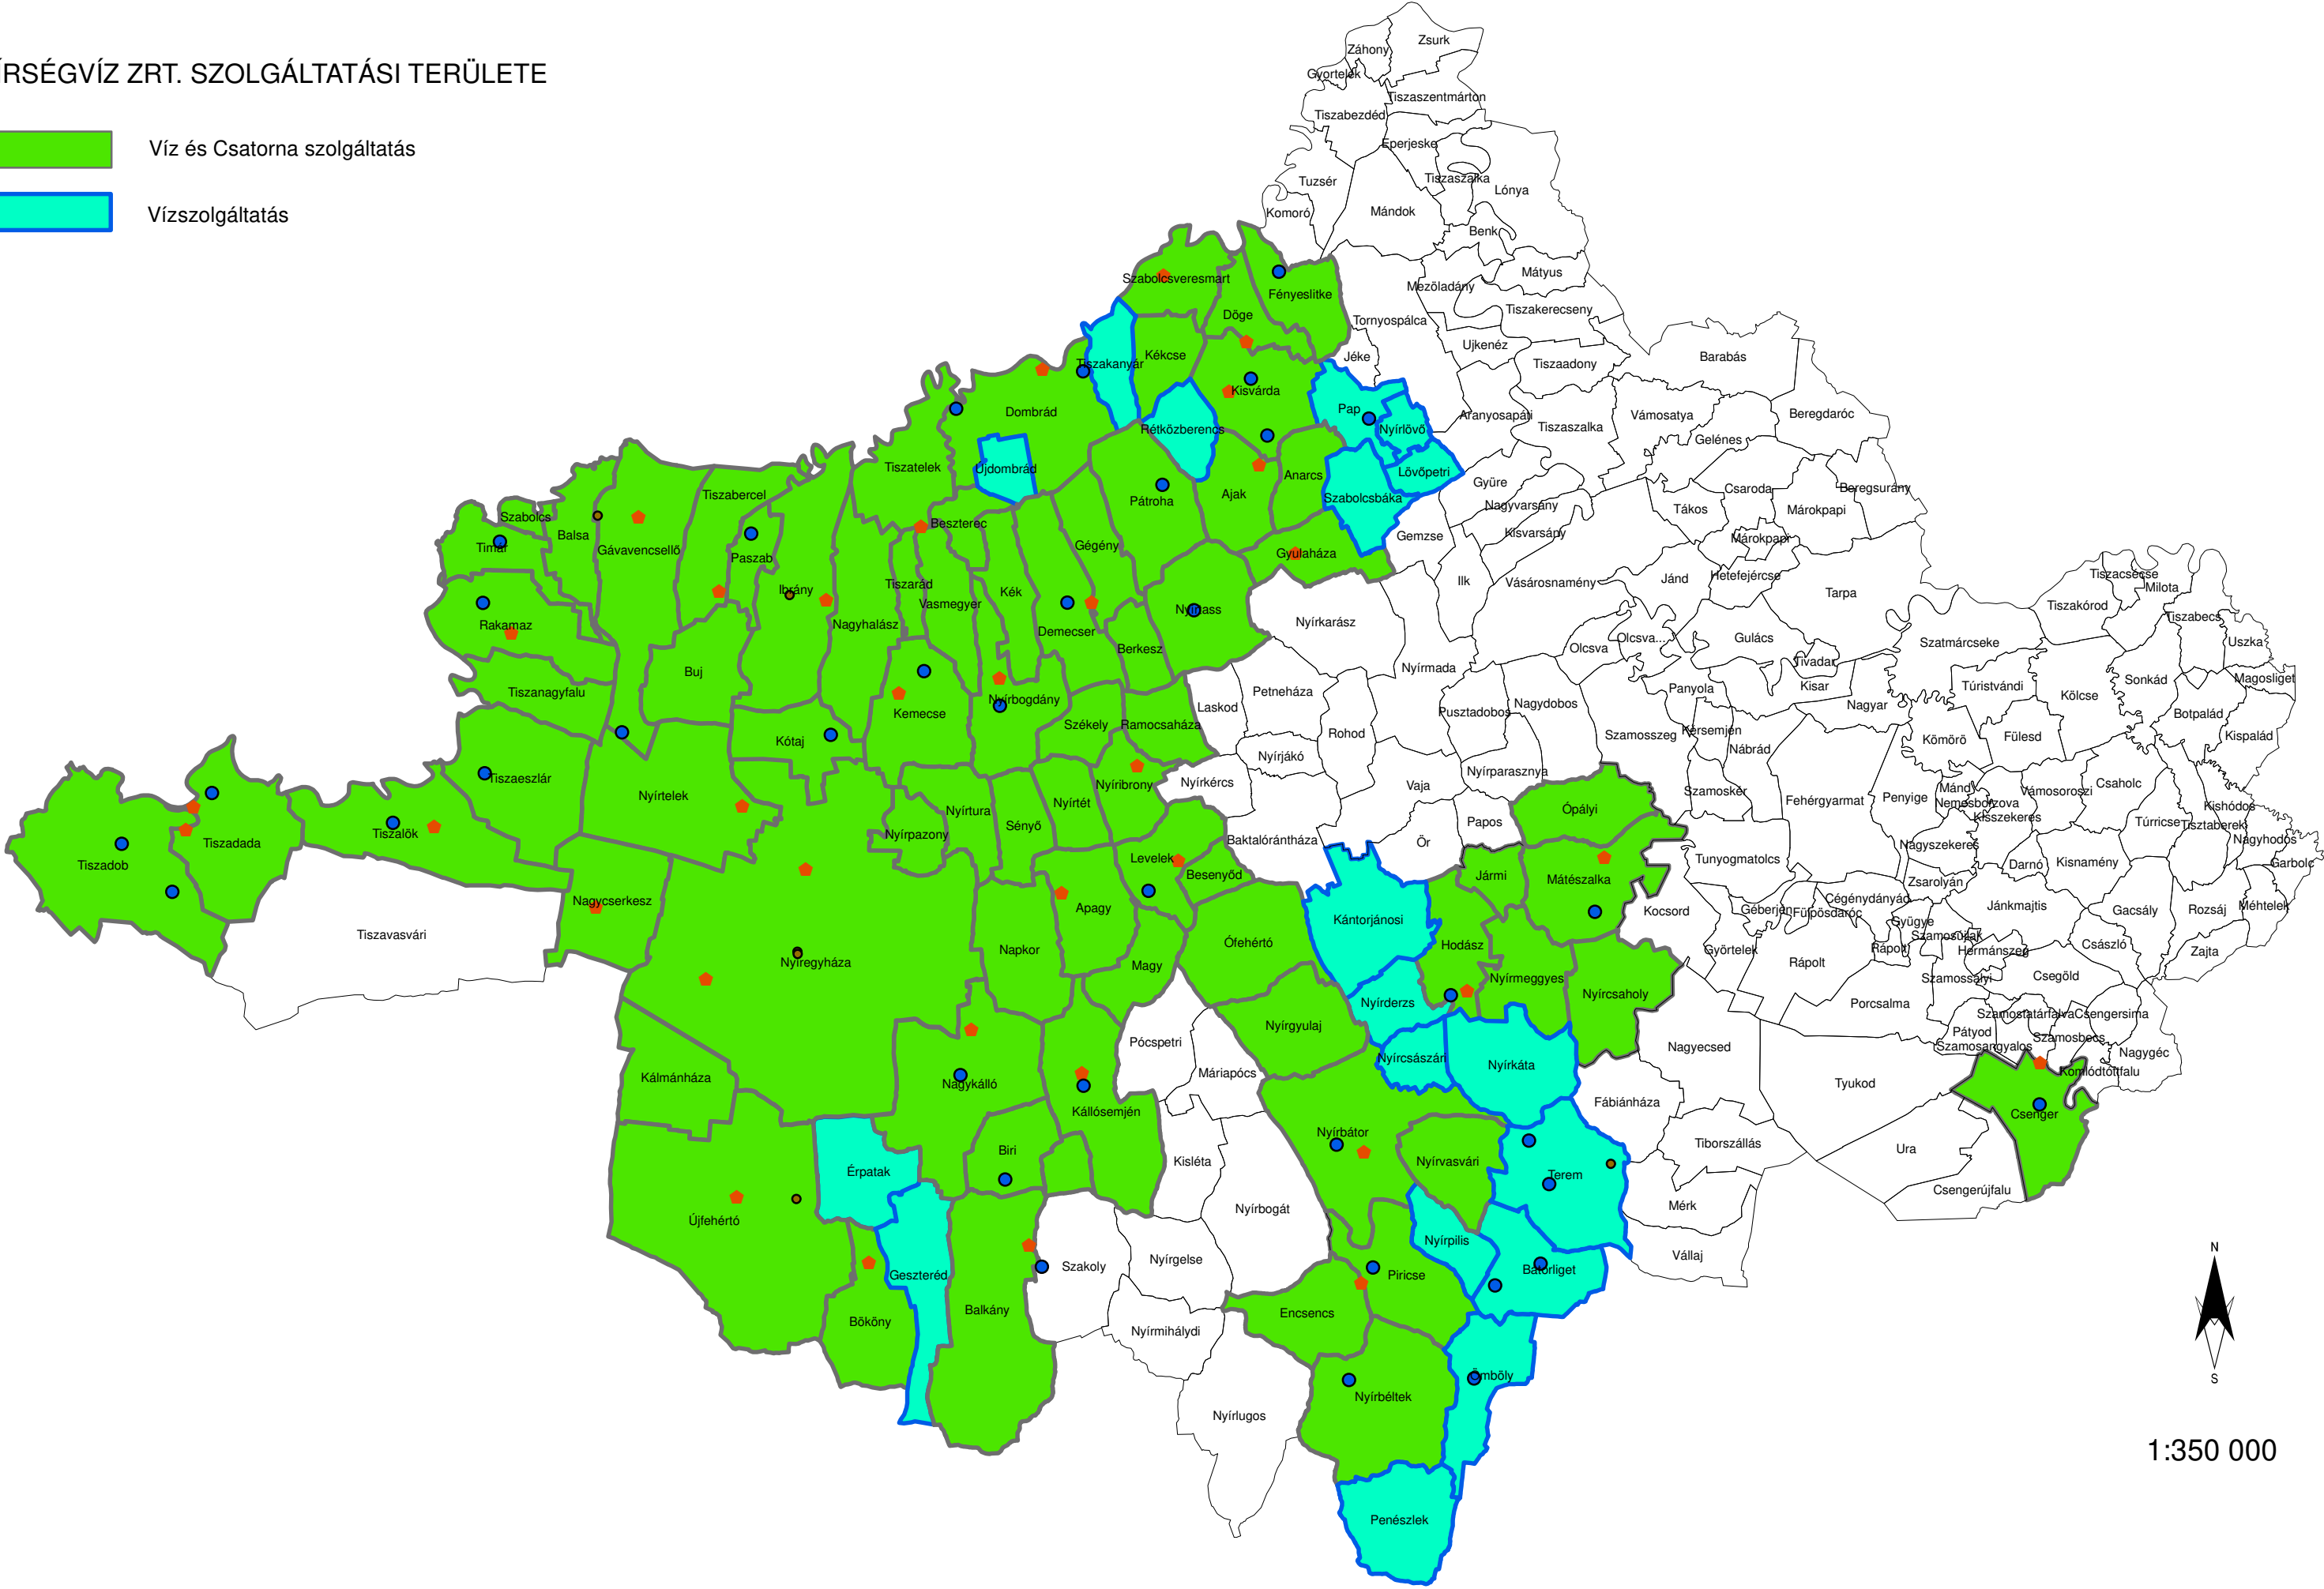 ÍRSÉGVÍZ ZRT. SZOLGÁLTATÁSI TERÜLETE
Víz és Csatorna szolgáltatás
Vízszolgáltatás
Záhony
Zsurk
Gyortelek
Tiszaszentmárton
Tiszabezdéd
Eperjeske
Tuzsér
Tiszaszalka
Lónya
Komoró
Mándok
Benk
Mátyus
Szabolcsveresmart
Fényeslitke
Mezőladány
Tiszakerecseny
Döge
Tornyospálca
Ujkenéz
Kékcse
Jéke
Tiszaadony
Barabás
Tiszakanyár
Kisvárda
Dombrád
Pap
Aranyosapáti
Vámosatya
Beregdaróc
Rétközberencs
Nyírlövő
Tiszaszalka
Gelénes
Tiszatelek
Újdombrád
Anarcs
Lövőpetri
Gyüre
Csaroda
Beregsurány
Tiszabercel
Pátroha
Ajak
Szabolcsbáka
Nagyvarsány
Tákos
Márokpapi
Szabolcs
Beszterec
Balsa
Gemzse
Kisvarsány
Márokpapi
Timár
Gávavencsellő
Paszab
Gégény
Gyulaháza
Ilk
Vásárosnamény
Jánd
Hetefejércse
Tiszacsécse
Milota
Ibrány
Tiszarád
Vasmegyer
Kék
Tarpa
Tiszakóród
Rakamaz
Nagyhalász
Demecser
Nyírtass
Nyírkarász
Olcsva...
Gulács
Tiszabecs
Berkesz
Olcsva
Szatmárcseke
Uszka
Buj
Nyírmada
Tivadar
Tiszanagyfalu
Petneháza
Panyola
Kisar
Túristvándi
Kölcse
Sonkád
Magosliget
Kemecse
Nyírbogdány
Laskod
Pusztadobos
Nagydobos
Nagyar
Botpalád
Székely
Ramocsaháza
Rohod
Szamosszeg
Kérsemjén
Kótaj
Nábrád
Kömörö
Fülesd
Kispalád
Tiszaeszlár
Nyírtelek
Nyíribrony
Nyírkércs
Nyírjákó
Vaja
Nyírparasznya
Szamoskér
Fehérgyarmat
Penyige
Mánd
Vámosoroszi
Csaholc
Nyírtura
Nyírtét
Ópályi
Nemesborzova
Kishódos
Tiszalök
Nyírpazony
Sényő
Papos
Kisszekeres
Túrricse
Tisztaberek
Tiszadob
Tiszadada
Baktalórántháza
Ör
Nagyszekeres
Nagyhodos
Levelek
Besenyőd
Jármi
Mátészalka
Tunyogmatolcs
Darnó
Kisnamény
Garbolc
Nagycserkesz
Apagy
Zsarolyán
Tiszavasvári
Kántorjánosi
Kocsord
Géberjén
Fülpösdaróc
Cégénydányád
Jánkmajtis
Gacsály
Rozsáj
Méhtelek
Nyíregyháza
Napkor
Magy
Ófehértó
Hodász
Györtelek
Rápolt
Gyügye
Rápolt
Szamosújlak
Hermánszeg
Császló
Zajta
Nyírderzs
Nyírmeggyes
Nyírcsaholy
Szamossályi
Csegöld
Porcsalma
Nyírgyulaj
Szamostatárfalva
Csengersima
Pócspetri
Nagyecsed
Pátyod
Szamosangyalos
Szamosbecs
Nyírcsászári
Nyírkáta
Nagygéc
Kálmánháza
Nagykálló
Máriapócs
Komlódtótfalu
Tyukod
Kállósemjén
Fábiánháza
Csenger
Nyírbátor
Biri
Érpatak
Kisléta
Nyírvasvári
Terem
Tiborszállás
Ura
Csengerújfalu
Újfehértó
Nyírbogát
Mérk
Nyírpilis
Vállaj
N
Geszteréd
Szakoly
Nyírgelse
Piricse
Bátorliget
Bököny
Balkány
Encsencs
Nyírmihálydi
Ömböly
S
Nyírbéltek
Nyírlugos
1:350 000
Penészlek